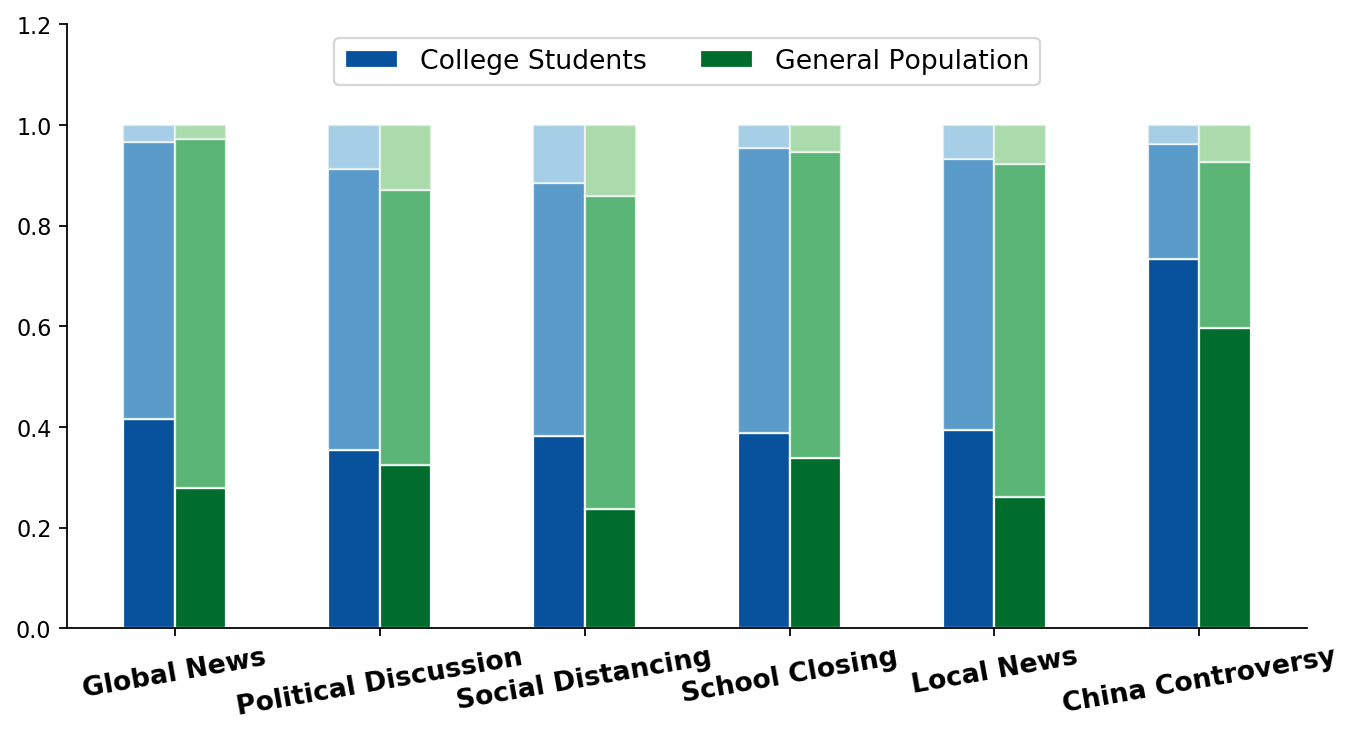 1.2
College Students
General Population
1.0
0.8
0.6
0.4
0.2
0.0
Global News
Political Discussion
Social Distancing
School Closing
Local News
China Controversy